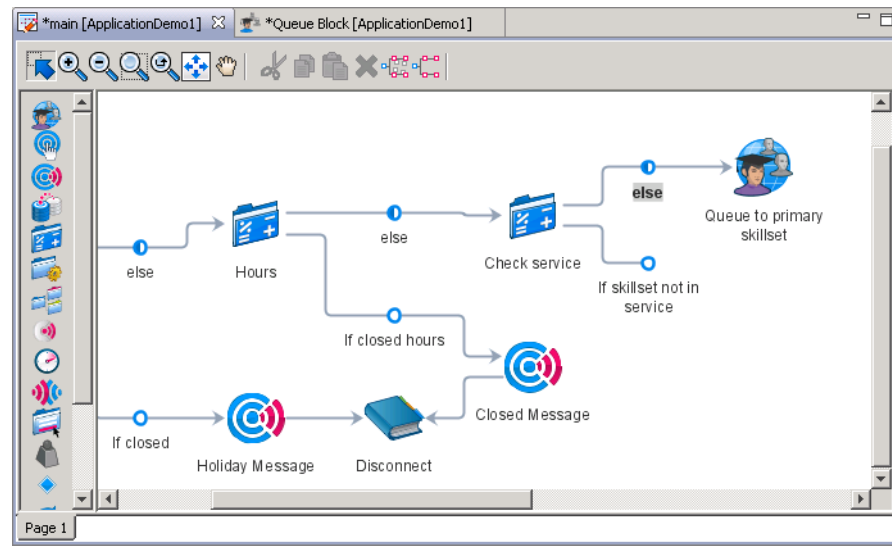 *main [ApplicationDemo1]
*Queue Block [ApplicationDemo1]
else
Queue to primary
skillset
else
Hours
else
Check service
If skillset not in
service
If closed hours
Closed Message
If closed
Holiday Message
Disconnect
Page 1